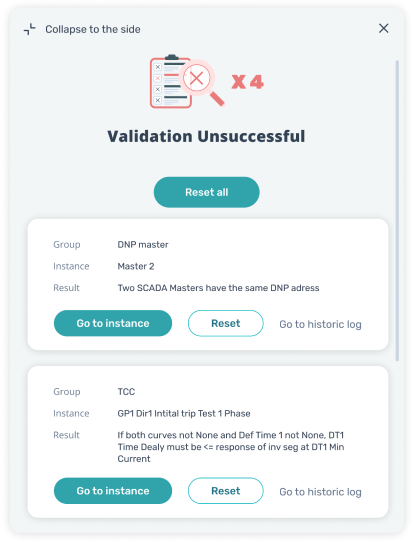 Collapse to the side
X4
Validation Unsuccessful
Reset all
Group DNP master
Instance Master 2
Result Two SCADA Masters have the same DNP adress
Go to instance Reset Go to historic log
Group TCC
Instance GP1 Dir1 Intital trip Test 1 Phase
Result If both curves not None and Def Time 1 not None, DT1
Time Dealy must be <= response of inv seg at DT1 Min
Current
Go to instance Reset Go to historic log